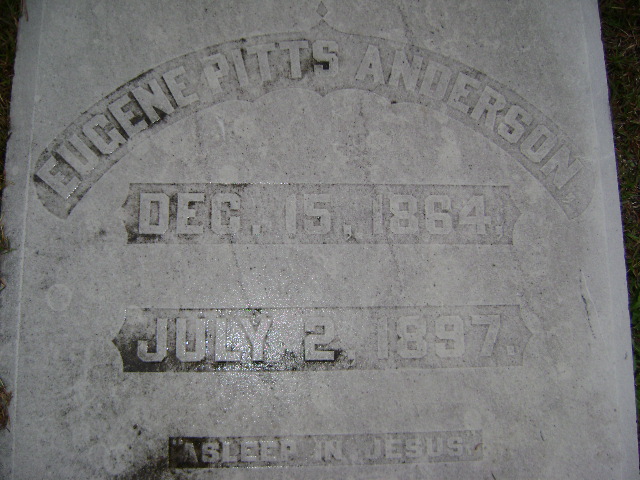 EUGENE PITTS ANDERSON,
DEC. 15, 1864,
JULY 2, 1897.
"ASLEEP IN JESUS."